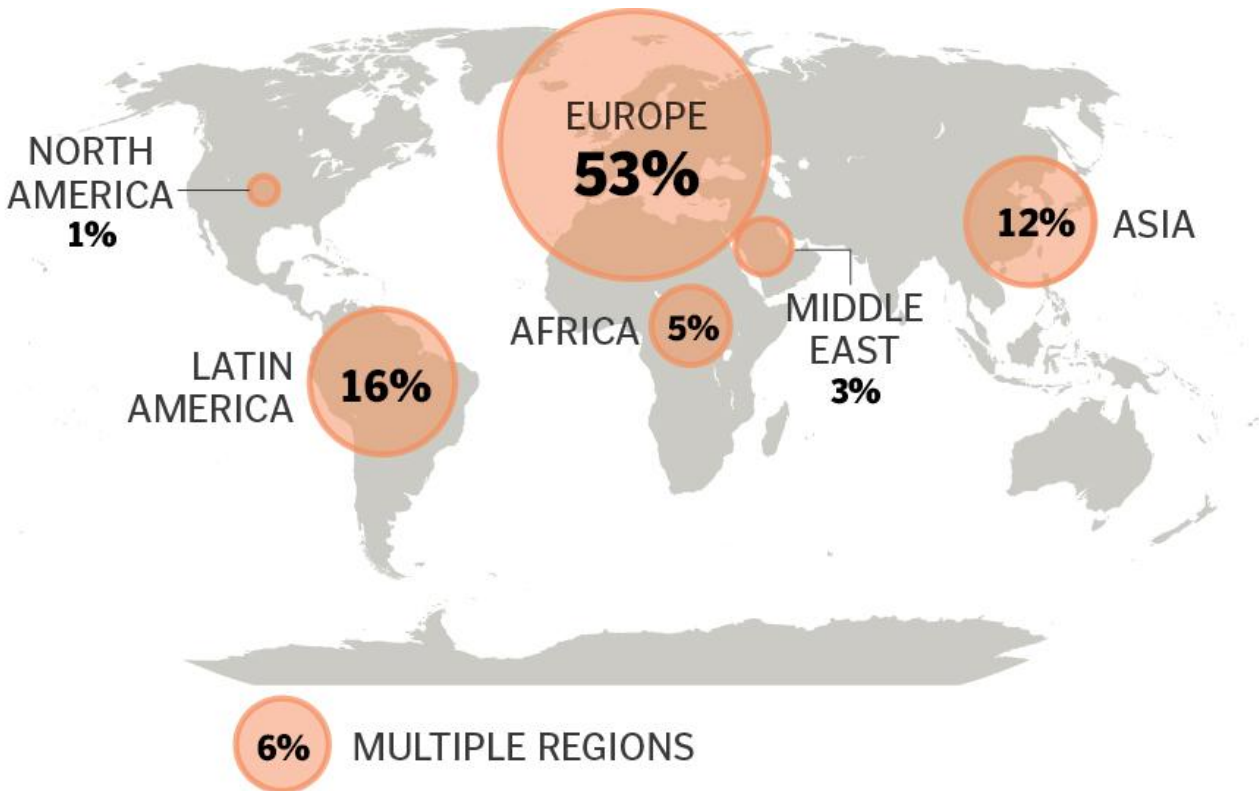 EUROPE
53%
NORTH
AMERICA
1%
12%
ASIA
MIDDLE
EAST
3%
AFRICA
5%
LATIN
AMERICA
16%
6%
MULTIPLE REGIONS